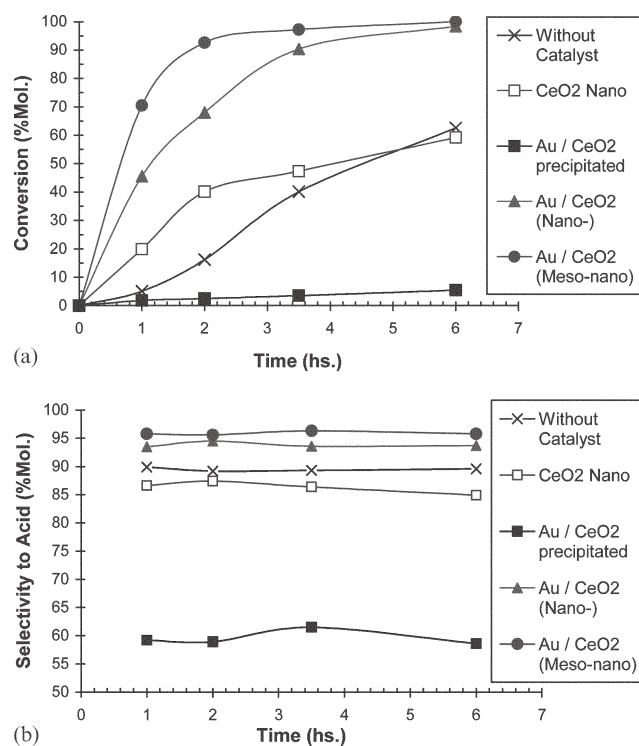 100
90
80
70
60
50
40
30
20
10
0
Conversion (%Mol.)
0 1 2 3 4 5 6 7
Time (hs.)
(a)
Without
Catalyst
CeO2 Nano
Au / CeO2
precipitated
Au / CeO2
(Nano-)
Au / CeO2
(Meso-nano)
100
95
90
85
80
75
70
65
60
55
50
Selectivity to Acid (%Mol.)
0 1 2 3 4 5 6 7
Time (hs.)
(b)
Without
Catalyst
CeO2 Nano
Au / CeO2
precipitated
Au / CeO2
(Nano-)
Au / CeO2
(Meso-nano)